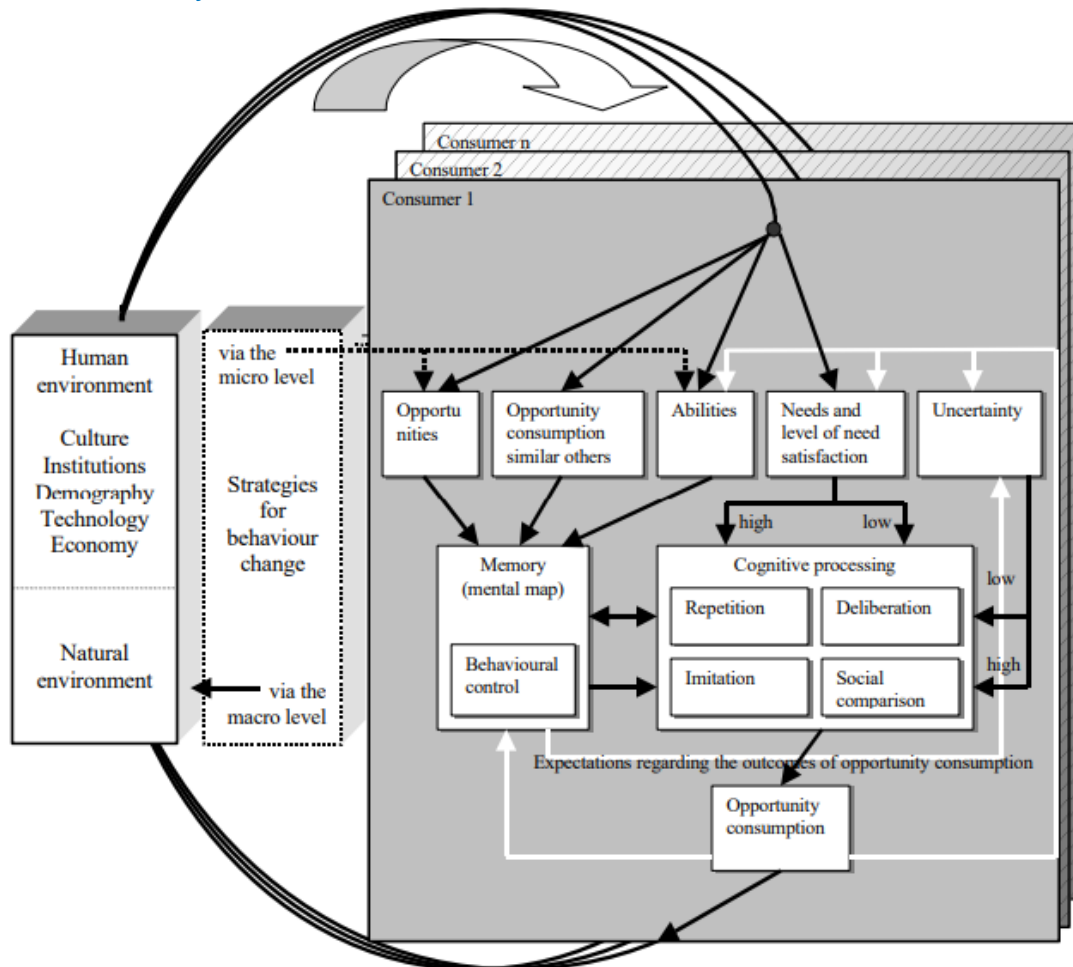 Consumer n
Consumer 2
Consumer 1
Human
environment
Culture
Institutions
Demography
Technology
Economy
Natural
environment
via the
micro level
Strategies
for
behaviour
change
via the
macro level
Opportu
nities
Opportunity
consumption
similar others
Abilities
Needs and
level of need
satisfaction
Uncertainty
high
low
Memory
(mental map)
Behavioural
control
Cognitive processing
Repetition
Deliberation
Imitation
Social
comparison
low
high
Expectations regarding the outcomes of opportunity consumption
Opportunity
consumption